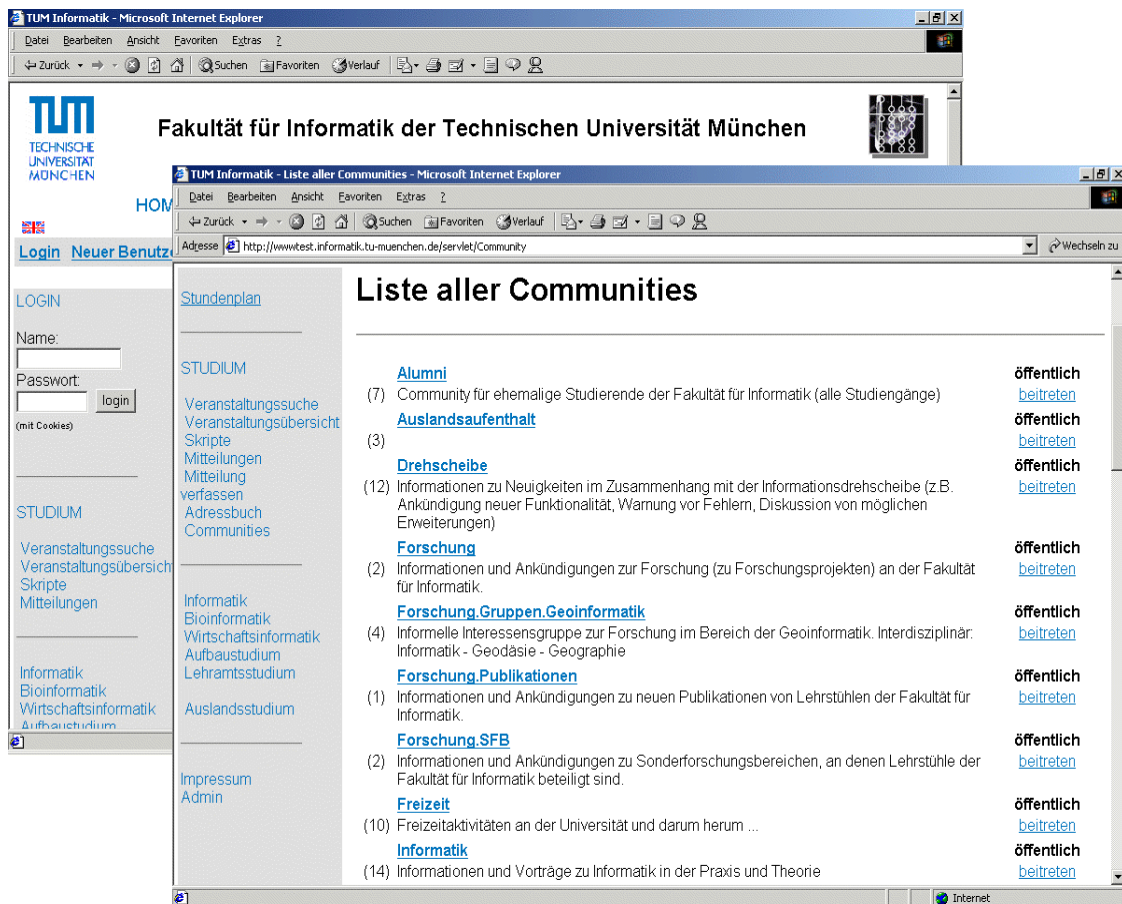 TUM Informatik - Microsoft Internet Explorer
Datei Bearbeiten Ansicht Favoriten Extras ?
Zurück Suchen Favoriten Verlauf
TUM
TECHNISCHE
UNIVERSITÄT
MÜNCHEN
Fakultät für Informatik der Technischen Universität München
HOM
Login Neuer Benutze
LOGIN
Name:
Passwort:
login
(mit Cookies)
STUDIUM
Veranstaltungssuche
Veranstaltungsübersich
Skripte
Mitteilungen
Informatik
Bioinformatik
Wirtschaftsinformatik
Aufbaustudium
TUM Informatik - Liste aller Communities - Microsoft Internet Explorer
Datei Bearbeiten Ansicht Favoriten Extras ?
Zurück Suchen Favoriten Verlauf
Adresse http://wwwtest.informatik.tu-muenchen.de/servlet/Community Wechseln zu
Stundenplan
STUDIUM
Veranstaltungssuche
Veranstaltungsübersicht
Skripte
Mitteilungen
Mitteilung
verfassen
Adressbuch
Communities
Informatik
Bioinformatik
Wirtschaftsinformatik
Aufbaustudium
Lehramtsstudium
Auslandsstudium
Impressum
Admin
Liste aller Communities
Alumni öffentlich
(7) Community für ehemalige Studierende der Fakultät für Informatik (alle Studiengänge) beitreten
Auslandsaufenthalt öffentlich
(3) beitreten
Drehscheibe öffentlich
(12) Informationen zu Neuigkeiten im Zusammenhang mit der Informationsdrehscheibe (z.B. beitreten
Ankündigung neuer Funktionalität, Warnung vor Fehlern, Diskussion von möglichen
Erweiterungen)
Forschung öffentlich
(2) Informationen und Ankündigungen zur Forschung (zu Forschungsprojekten) an der Fakultät beitreten
für Informatik.
Forschung.Gruppen.Geoinformatik öffentlich
(4) Informelle Interessensgruppe zur Forschung im Bereich der Geoinformatik. Interdisziplinär: beitreten
Informatik - Geodäsie - Geographie
Forschung.Publikationen öffentlich
(1) Informationen und Ankündigungen zu neuen Publikationen von Lehrstühlen der Fakultät für beitreten
Informatik.
Forschung.SFB öffentlich
(2) Informationen und Ankündigungen zu Sonderforschungsbereichen, an denen Lehrstühle der beitreten
Fakultät für Informatik beteiligt sind.
Freizeit öffentlich
(10) Freizeitaktivitäten an der Universität und darum herum ... beitreten
Informatik öffentlich
(14) Informationen und Vorträge zu Informatik in der Praxis und Theorie beitreten
Internet